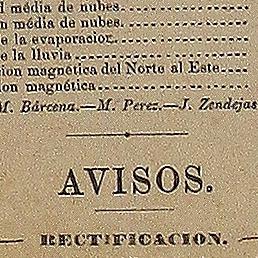 d média de nubes.....
n média de nubes.....
e la evaporacion.....
e la lluvia.....
cion magnética del Norte al Este....
ion magnética.....
M. Bárcena.—M. Perez.—J. Zendejas
AVISOS.
RECTIFICACION.